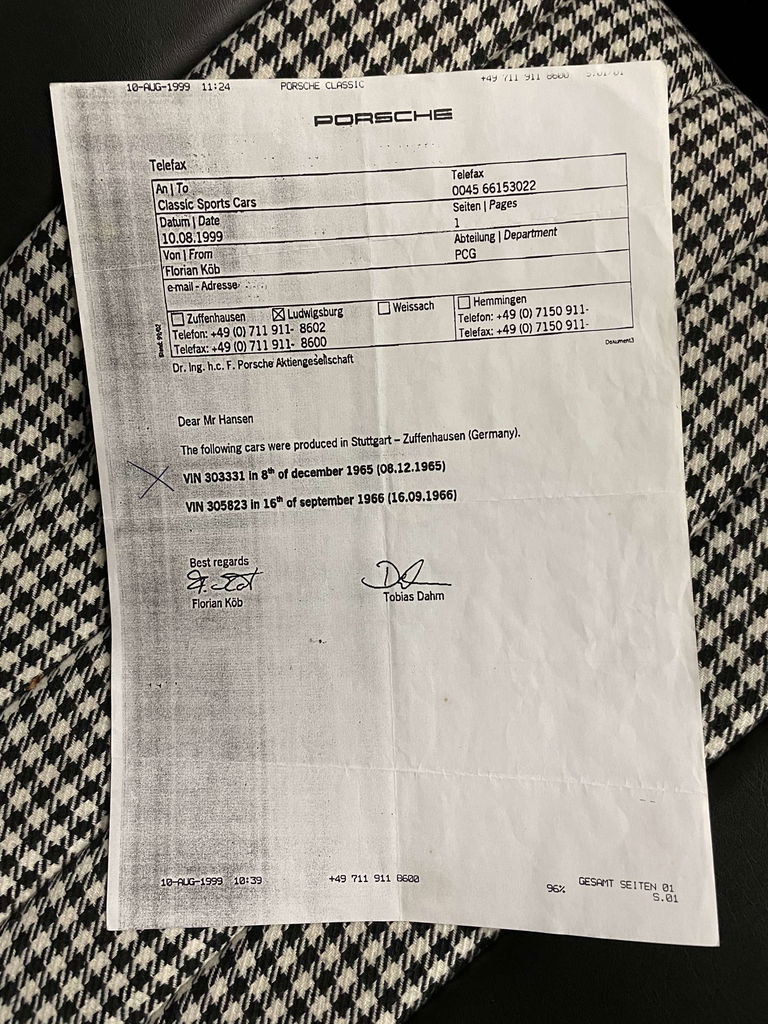 10-AUG-1999 11:24 PORSCHE CLASSIC +49 711 911 8600 S.01/01
PORSCHE
Telefax
An | To
Classic Sports Cars
Telefax
0045 66153022
Datum | Date
10.08.1999
Seiten | Pages
1
Von | From
Florian Köb
Abteilung | Department
PCG
e-mail - Adresse
Zuffenhausen Ludwigsburg Weissach Hemmingen
Telefon: +49 (0) 711 911- 8602 Telefon: +49 (0) 7150 911-
Telefax: +49 (0) 711 911- 8600 Telefax: +49 (0) 7150 911-
Dokument3
Dr. Ing. h.c. F. Porsche Aktiengesellschaft
Dear Mr Hansen
The following cars were produced in Stuttgart – Zuffenhausen (Germany).
VIN 303331 in 8th of december 1965 (08.12.1965)
VIN 305823 in 16th of september 1966 (16.09.1966)
Best regards
Florian Köb Tobias Dahm
10-AUG-1999 10:39 +49 711 911 8600 96% GESAMT SEITEN 01
S.01